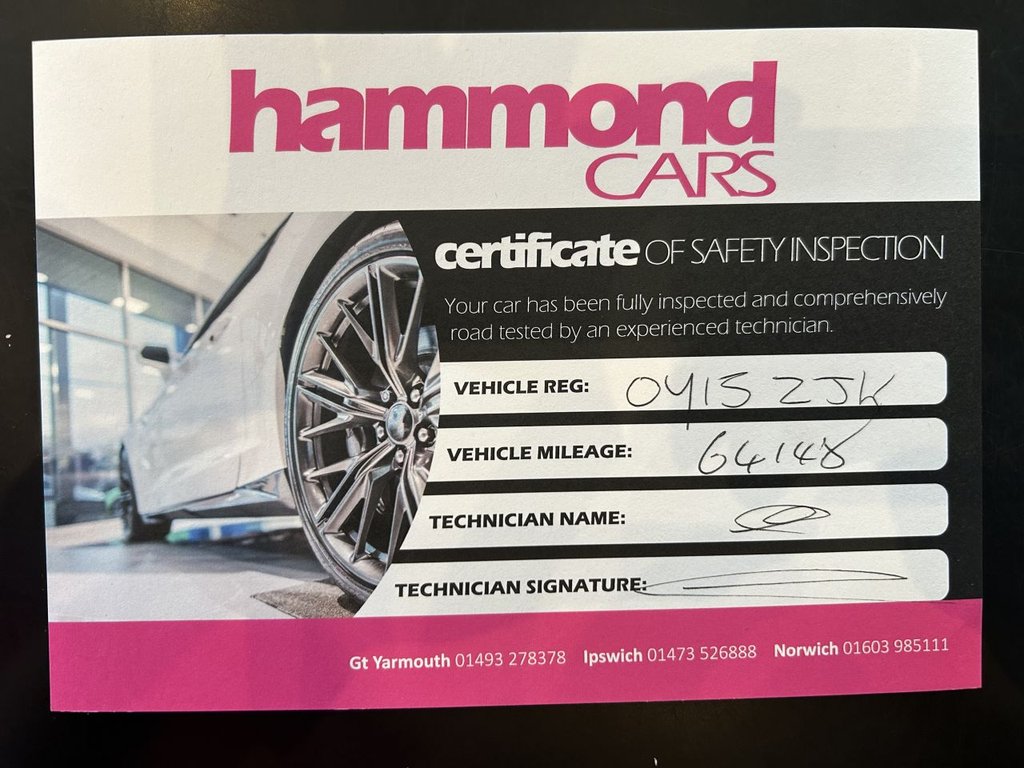 hammond
CARS
certificate OF SAFETY INSPECTION
Your car has been fully inspected and comprehensively
road tested by an experienced technician.
VEHICLE REG: OY15 ZJK
VEHICLE MILEAGE: 64148
TECHNICIAN NAME:
TECHNICIAN SIGNATURE:
Gt Yarmouth 01493 278378 Ipswich 01473 526888 Norwich 01603 985111